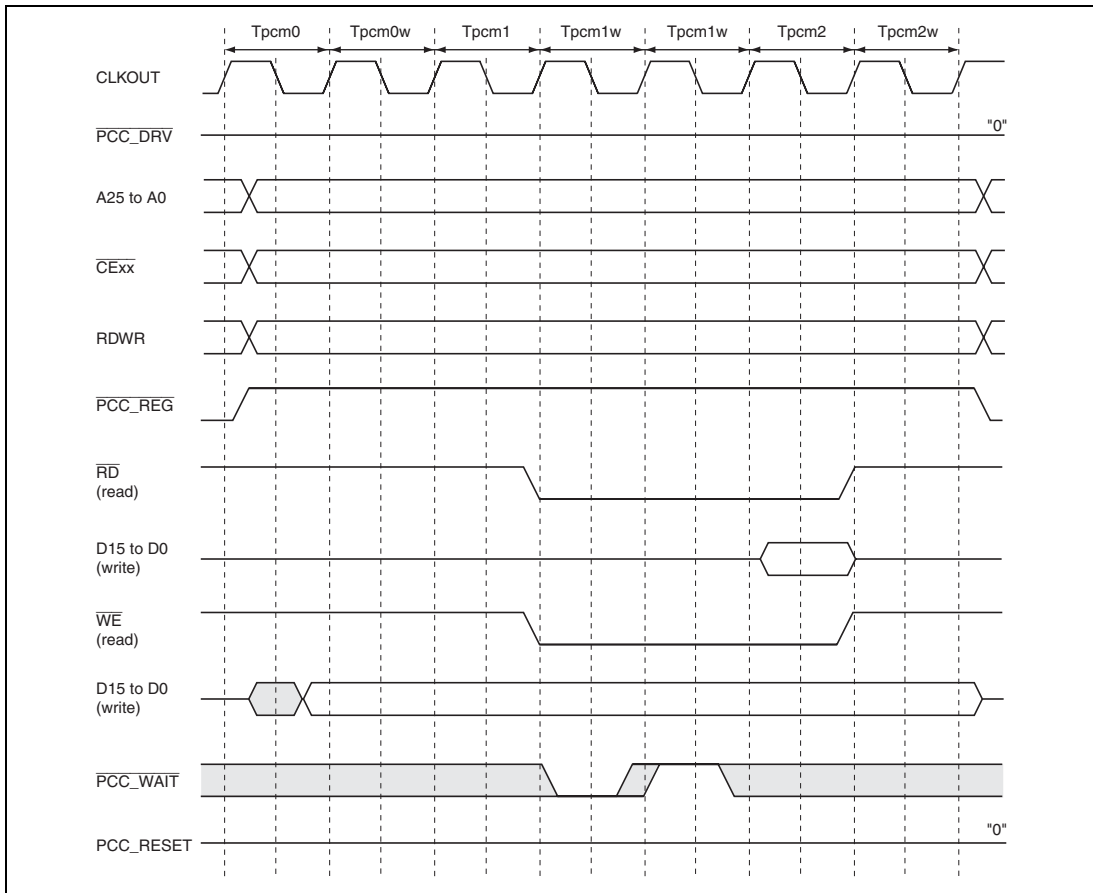 Tpcm0 Tpcm0w Tpcm1 Tpcm1w Tpcm1w Tpcm2 Tpcm2w
CLKOUT
PCC_DRV "0"
A25 to A0
CExx
RDWR
PCC_REG
RD
(read)
D15 to D0
(write)
WE
(read)
D15 to D0
(write)
PCC_WAIT
PCC_RESET "0"